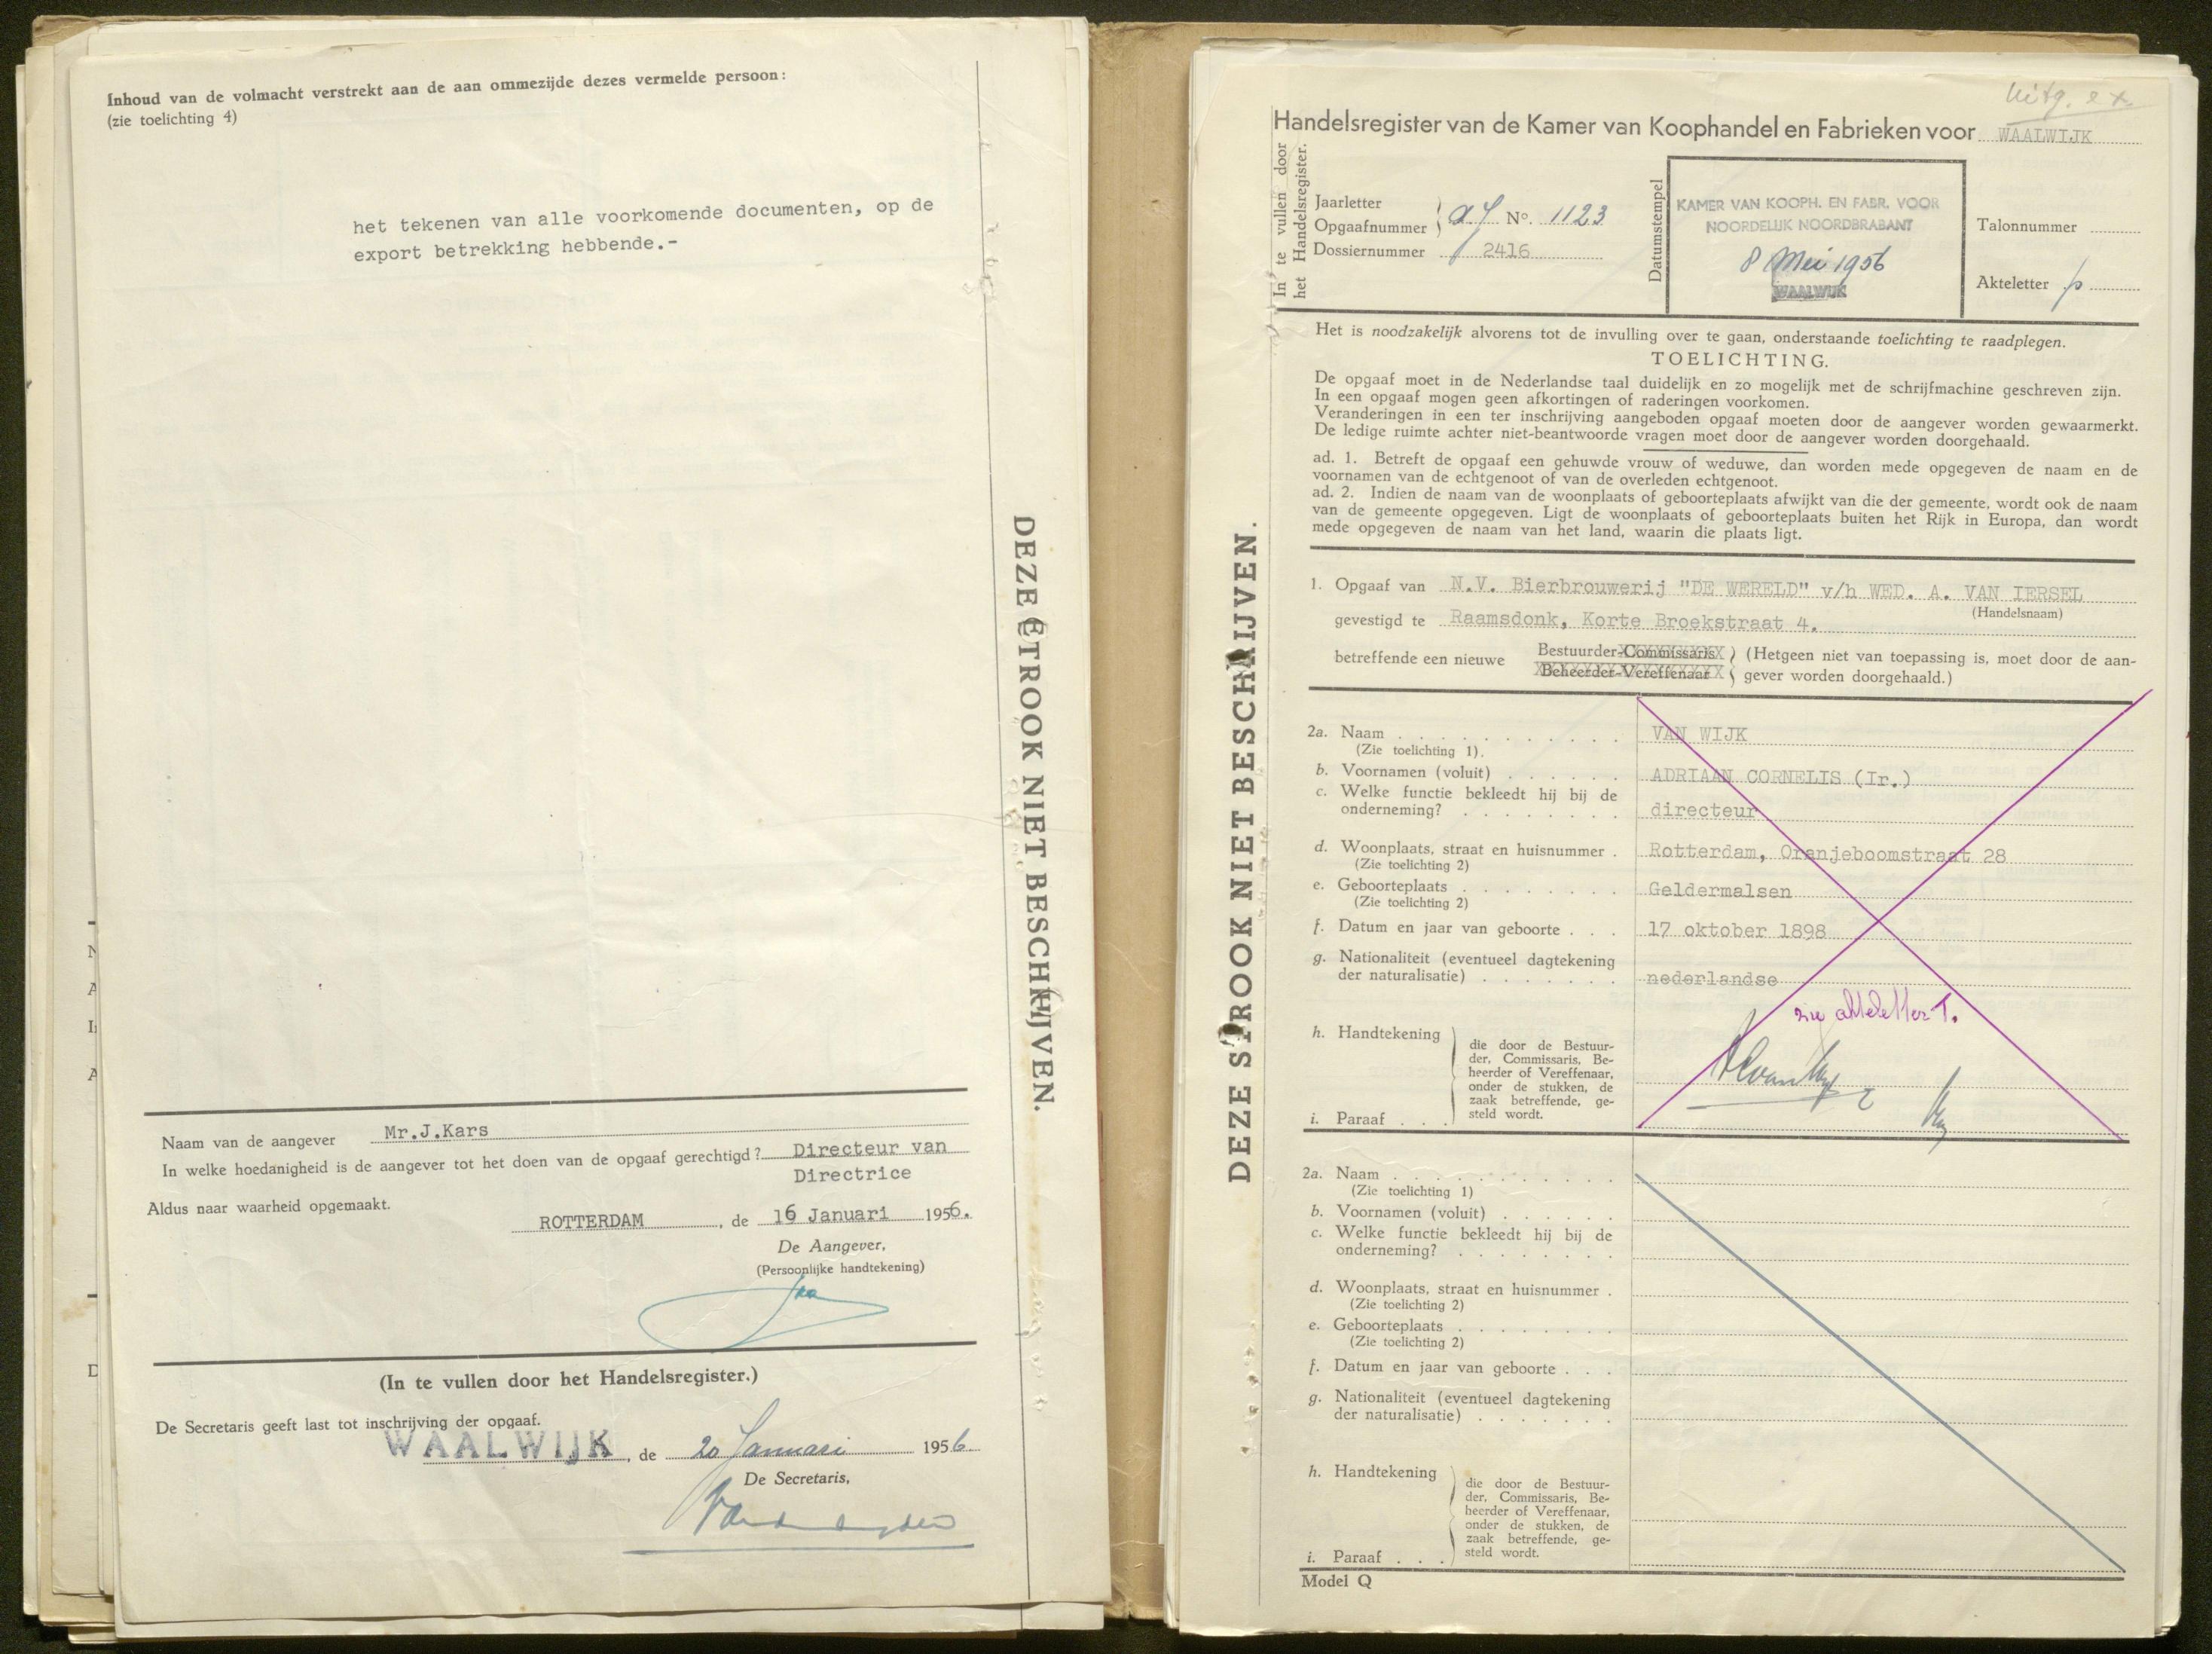 Inhoud van de volmacht verstrekt aan de aan ommezijde dezes vermelde persoon:
(zie toelichting 4)
het tekenen van alle voorkomende documenten, op de
export betrekking hebbende.-
DEZE STROOK NIET BESCHRIJVEN.
Naam van de aangever Mr.J.Kars
In welke hoedanigheid is de aangever tot het doen van de opgaaf gerechtigd? Directeur van
Directrice
Aldus naar waarheid opgemaakt.
ROTTERDAM, de 16 Januari 1956.
De Aangever,
(Persoonlijke handtekening)
(In te vullen door het Handelsregister.)
De Secretaris geeft last tot inschrijving der opgaaf.
WAALWIJK, de 20 Januari 1956
De Secretaris,
DEZE STROOK NIET BESCHRIJVEN.
Uitg. ex.
Handelsregister van de Kamer van Koophandel en Fabrieken voor WAALWIJK
In te vullen door
het Handelsregister.
Jaarletter
Opgaafnummer
No. 1123
Dossiernummer 2416
Datumstempel
KAMER VAN KOOPH. EN FABR. VOOR
NOORDELIJK NOORDBRABANT
8 Mei 1956
WAALWIJK
Talonnummer
Akteletter p
Het is noodzakelijk alvorens tot de invulling over te gaan, onderstaande toelichting te raadplegen.
TOELICHTING.
De opgaaf moet in de Nederlandse taal duidelijk en zo mogelijk met de schrijfmachine geschreven zijn.
In een opgaaf mogen geen afkortingen of raderingen voorkomen.
Veranderingen in een ter inschrijving aangeboden opgaaf moeten door de aangever worden gewaarmerkt.
De ledige ruimte achter niet-beantwoorde vragen moet door de aangever worden doorgehaald.
ad. 1. Betreft de opgaaf een gehuwde vrouw of weduwe, dan worden mede opgegeven de naam en de
voornamen van de echtgenoot of van de overleden echtgenoot.
ad. 2. Indien de naam van de woonplaats of geboorteplaats afwijkt van die der gemeente, wordt ook de naam
van de gemeente opgegeven. Ligt de woonplaats of geboorteplaats buiten het Rijk in Europa, dan wordt
mede opgegeven de naam van het land, waarin die plaats ligt.
1. Opgaaf van N.V. Bierbrouwerij "DE WERELD" v/h WED. A. VAN IERSEL
(Handelsnaam)
gevestigd te Raamsdonk, Korte Broekstraat 4.
betreffende een nieuwe Bestuurder-Commissaris
Beheerder-Vereffenaar
(Hetgeen niet van toepassing is, moet door de aan-
gever worden doorgehaald.)
2a. Naam VAN WIJK
(Zie toelichting 1).
b. Voornamen (voluit) ADRIAAN CORNELIS (Ir.)
c. Welke functie bekleedt hij bij de
onderneming? directeur
d. Woonplaats, straat en huisnummer. Rotterdam, Oranjeboomstraat 28
(Zie toelichting 2)
e. Geboorteplaats Geldermalsen
(Zie toelichting 2)
f. Datum en jaar van geboorte 17 oktober 1898
g. Nationaliteit (eventueel dagtekening
der naturalisatie) nederlandse
zie akteletter T.
h. Handtekening
die door de Bestuur-
der, Commissaris, Be-
heerder of Vereffenaar,
onder de stukken, de
zaak betreffende, ge-
steld wordt.
i. Paraaf
2a. Naam
(Zie toelichting 1)
b. Voornamen (voluit)
c. Welke functie bekleedt hij bij de
onderneming?
d. Woonplaats, straat en huisnummer.
(Zie toelichting 2)
e. Geboorteplaats
(Zie toelichting 2)
f. Datum en jaar van geboorte
g. Nationaliteit (eventueel dagtekening
der naturalisatie)
h. Handtekening
die door de Bestuur-
der, Commissaris, Be-
heerder of Vereffenaar,
onder de stukken, de
zaak betreffende, ge-
steld wordt.
i. Paraaf
Model Q